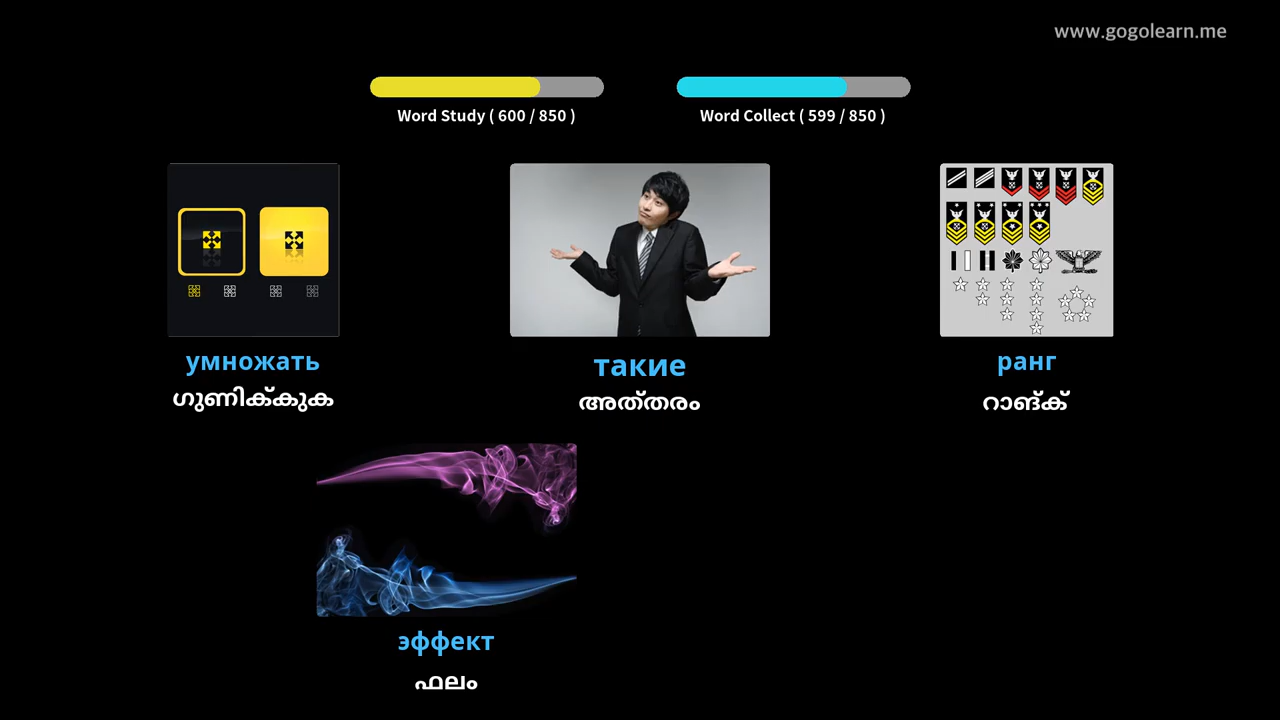 www.gogolearn.me
Word Study ( 600 / 850 )
Word Collect ( 599 / 850 )
умножать
ഗുണിക്കുക
такие
അത്തരം
ранг
റാങ്ക്
эффект
ഫലം